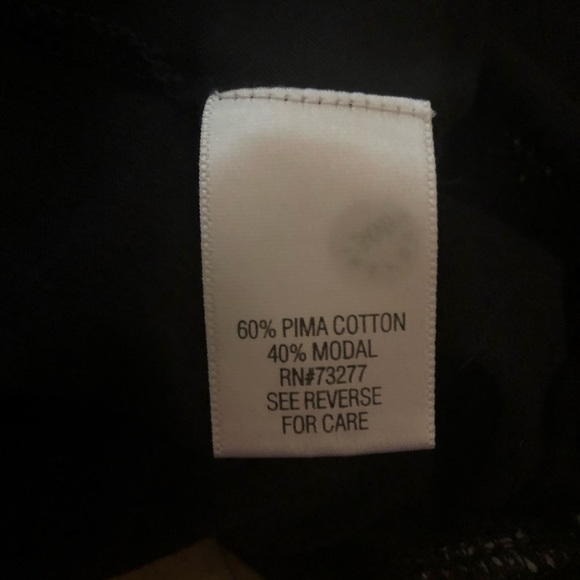 60% PIMA COTTON
40% MODAL
RN#73277
SEE REVERSE
FOR CARE